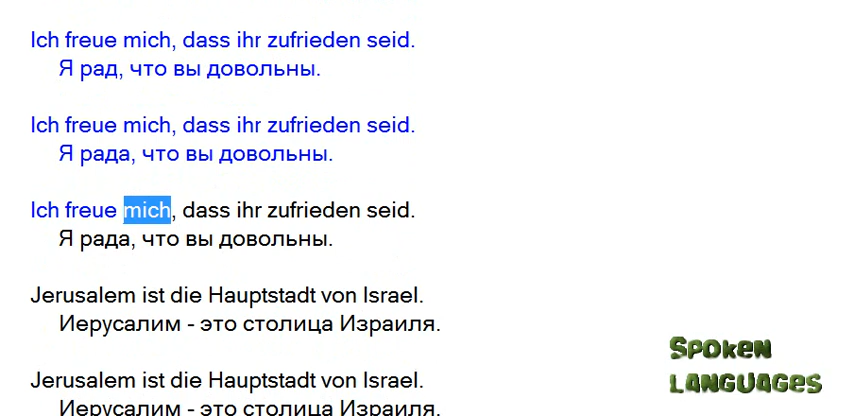 Ich freue mich, dass ihr zufrieden seid.
Я рад, что вы довольны.
Ich freue mich, dass ihr zufrieden seid.
Я рада, что вы довольны.
Ich freue mich, dass ihr zufrieden seid.
Я рада, что вы довольны.
Jerusalem ist die Hauptstadt von Israel.
Иерусалим - это столица Израиля.
Jerusalem ist die Hauptstadt von Israel.
Иерусалим - это столица Израиля.
Spoken
Languages